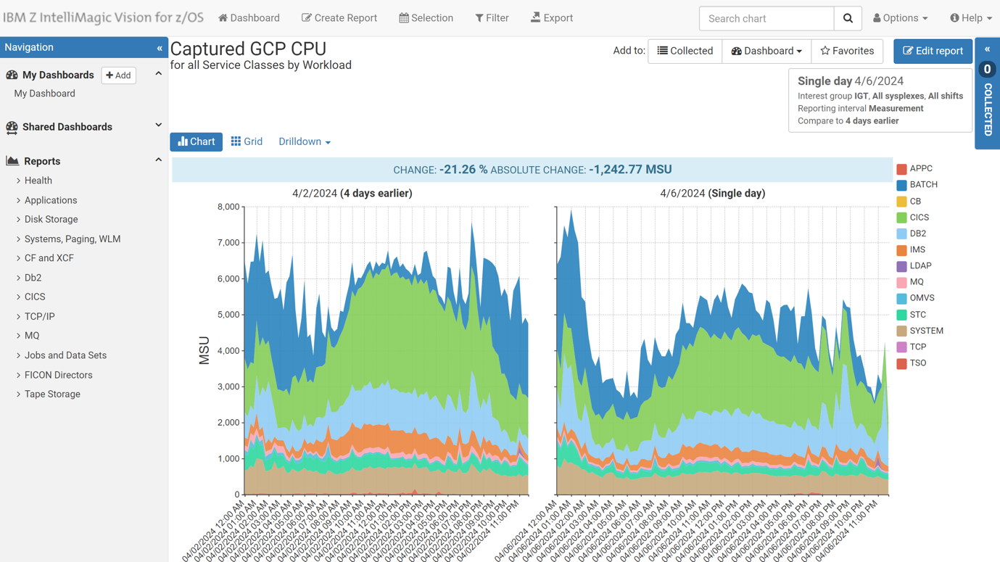 IBM Z IntelliMagic Vision for z/OS
Dashboard
Create Report
Selection
Filter
Export
Search chart
Options
Help
Navigation
«
My Dashboards
+ Add
My Dashboard
Shared Dashboards
Reports
Health
Applications
Disk Storage
Systems, Paging, WLM
CF and XCF
Db2
CICS
TCP/IP
MQ
Jobs and Data Sets
FICON Directors
Tape Storage
Captured GCP CPU
for all Service Classes by Workload
Add to:
Collected
Dashboard
Favorites
Edit report
«
0
COLLECTED
Single day 4/6/2024
Interest group IGT, All sysplexes, All shifts
Reporting interval Measurement
Compare to 4 days earlier
Chart
Grid
Drilldown
CHANGE: -21.26 % ABSOLUTE CHANGE: -1,242.77 MSU
4/2/2024 (4 days earlier)
4/6/2024 (Single day)
MSU
8,000
7,000
6,000
5,000
4,000
3,000
2,000
1,000
0
04/02/2024 12:00 AM
04/02/2024 01:00 AM
04/02/2024 02:00 AM
04/02/2024 03:00 AM
04/02/2024 04:00 AM
04/02/2024 05:00 AM
04/02/2024 06:00 AM
04/02/2024 07:00 AM
04/02/2024 08:00 AM
04/02/2024 09:00 AM
04/02/2024 10:00 AM
04/02/2024 11:00 AM
04/02/2024 12:00 PM
04/02/2024 01:00 PM
04/02/2024 02:00 PM
04/02/2024 03:00 PM
04/02/2024 04:00 PM
04/02/2024 05:00 PM
04/02/2024 06:00 PM
04/02/2024 07:00 PM
04/02/2024 08:00 PM
04/02/2024 09:00 PM
04/02/2024 10:00 PM
04/02/2024 11:00 PM
04/06/2024 12:00 AM
04/06/2024 01:00 AM
04/06/2024 02:00 AM
04/06/2024 03:00 AM
04/06/2024 04:00 AM
04/06/2024 05:00 AM
04/06/2024 06:00 AM
04/06/2024 07:00 AM
04/06/2024 08:00 AM
04/06/2024 09:00 AM
04/06/2024 10:00 AM
04/06/2024 11:00 AM
04/06/2024 12:00 PM
04/06/2024 01:00 PM
04/06/2024 02:00 PM
04/06/2024 03:00 PM
04/06/2024 04:00 PM
04/06/2024 05:00 PM
04/06/2024 06:00 PM
04/06/2024 07:00 PM
04/06/2024 08:00 PM
04/06/2024 09:00 PM
04/06/2024 10:00 PM
04/06/2024 11:00 PM
APPC
BATCH
CB
CICS
DB2
IMS
LDAP
MQ
OMVS
STC
SYSTEM
TCP
TSO